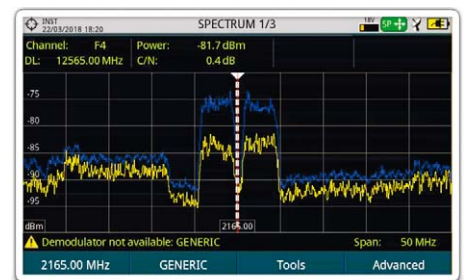 INST
22/03/2018 18:20
SPECTRUM 1/3
18V
SP
Channel: F4 Power: -81.7 dBm
DL: 12565.00 MHz C/N: 0.4 dB
-75
-80
-85
-90
-95
dBm
2165.00
Demodulator not available: GENERIC Span: 50 MHz
2165.00 MHz GENERIC Tools Advanced